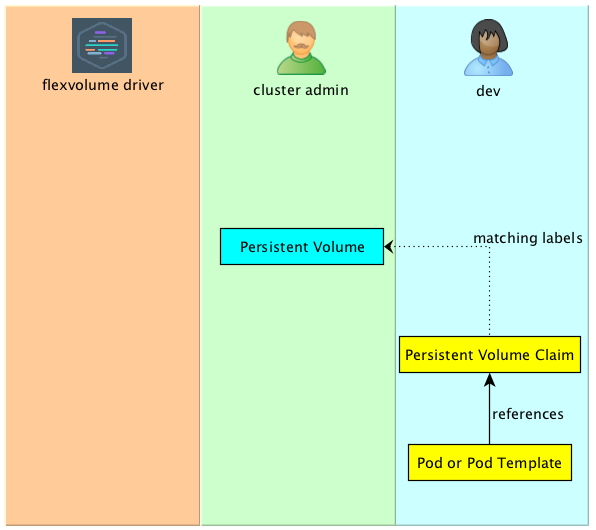 flexvolume driver
cluster admin
dev
matching labels
Persistent Volume
Persistent Volume Claim
references
Pod or Pod Template